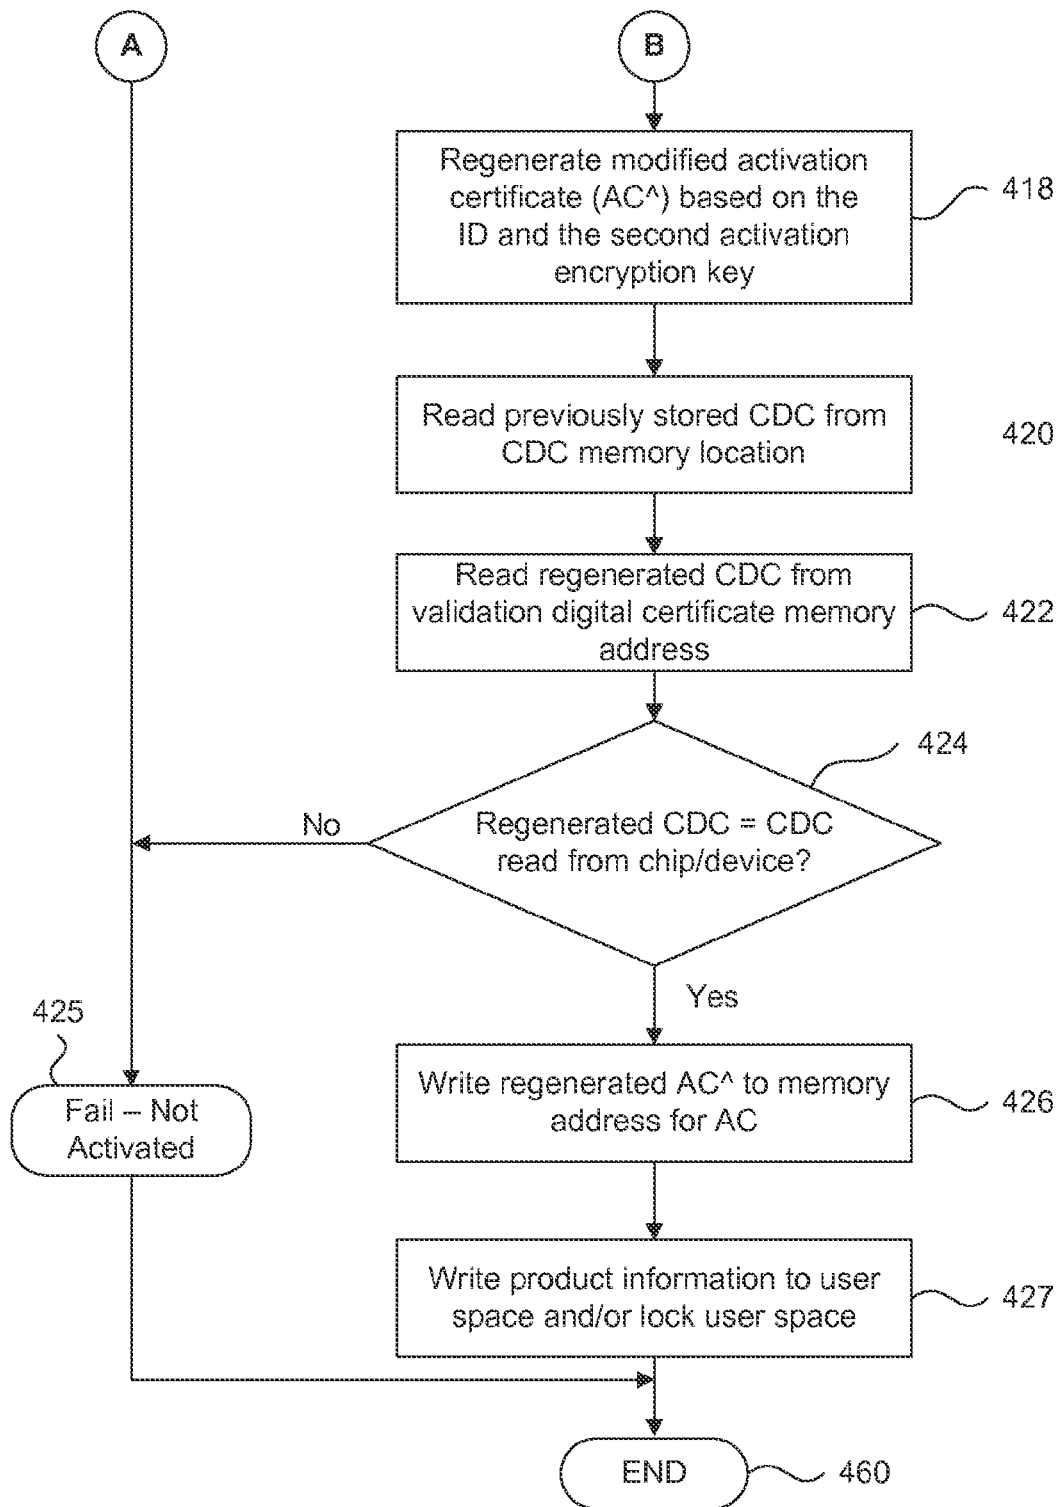 A
B
Regenerate modified activation
certificate (AC^) based on the
ID and the second activation
encryption key
418
Read previously stored CDC from
CDC memory location
420
Read regenerated CDC from
validation digital certificate memory
address
422
424
Regenerated CDC = CDC
read from chip/device?
No
Yes
425
Fail – Not
Activated
Write regenerated AC^ to memory
address for AC
426
Write product information to user
space and/or lock user space
427
END
460